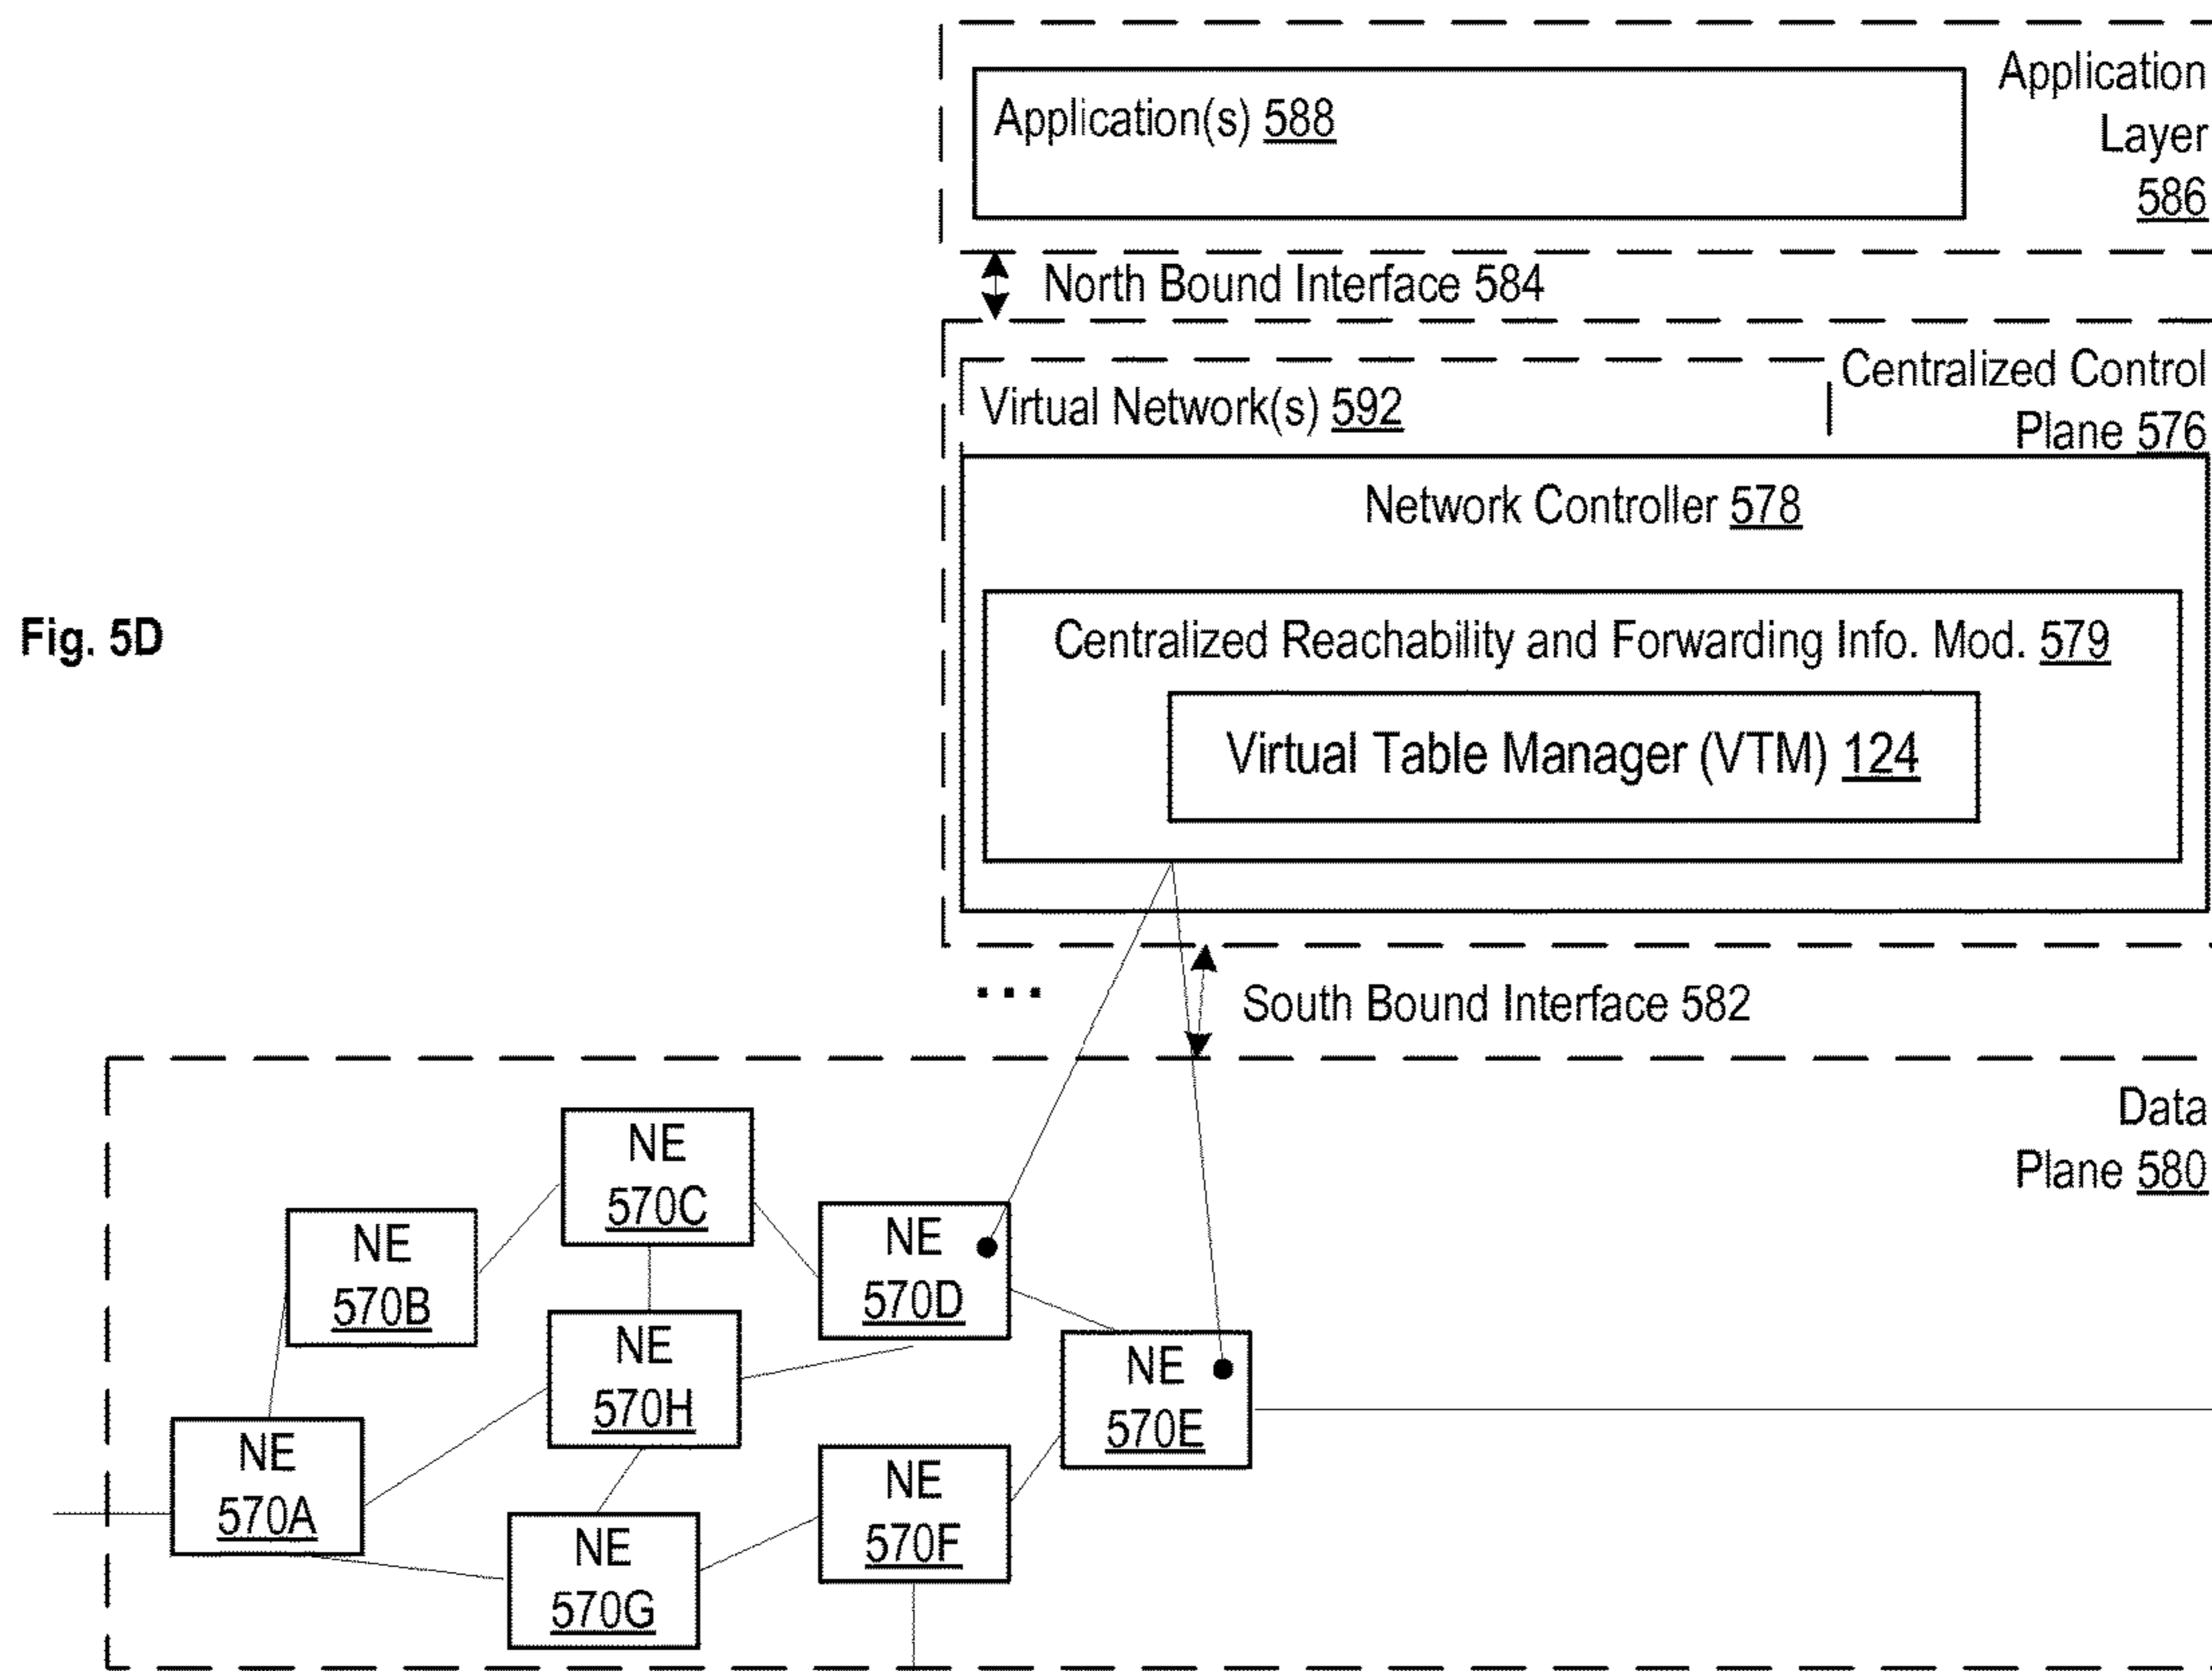 Application
Layer
586
Application(s) 588
North Bound Interface 584
Centralized Control
Plane 576
Virtual Network(s) 592
Network Controller 578
Centralized Reachability and Forwarding Info. Mod. 579
Virtual Table Manager (VTM) 124
Fig. 5D
...
South Bound Interface 582
Data
Plane 580
NE
570C
NE
570B
NE
570D
NE
570H
NE
570E
NE
570A
NE
570F
NE
570G